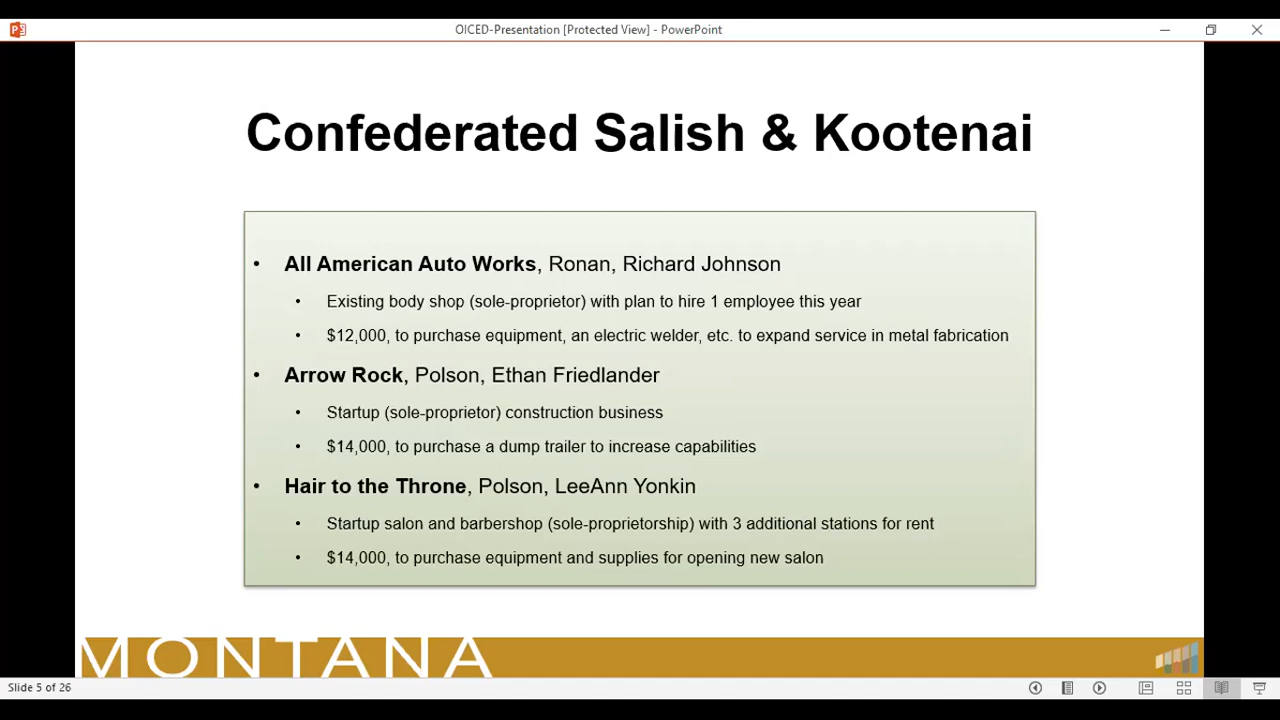 OICED-Presentation [Protected View] - PowerPoint
Confederated Salish & Kootenai
• All American Auto Works, Ronan, Richard Johnson
• Existing body shop (sole-proprietor) with plan to hire 1 employee this year
• $12,000, to purchase equipment, an electric welder, etc. to expand service in metal fabrication
• Arrow Rock, Polson, Ethan Friedlander
• Startup (sole-proprietor) construction business
• $14,000, to purchase a dump trailer to increase capabilities
• Hair to the Throne, Polson, LeeAnn Yonkin
• Startup salon and barbershop (sole-proprietorship) with 3 additional stations for rent
• $14,000, to purchase equipment and supplies for opening new salon
MONTANA
Slide 5 of 26